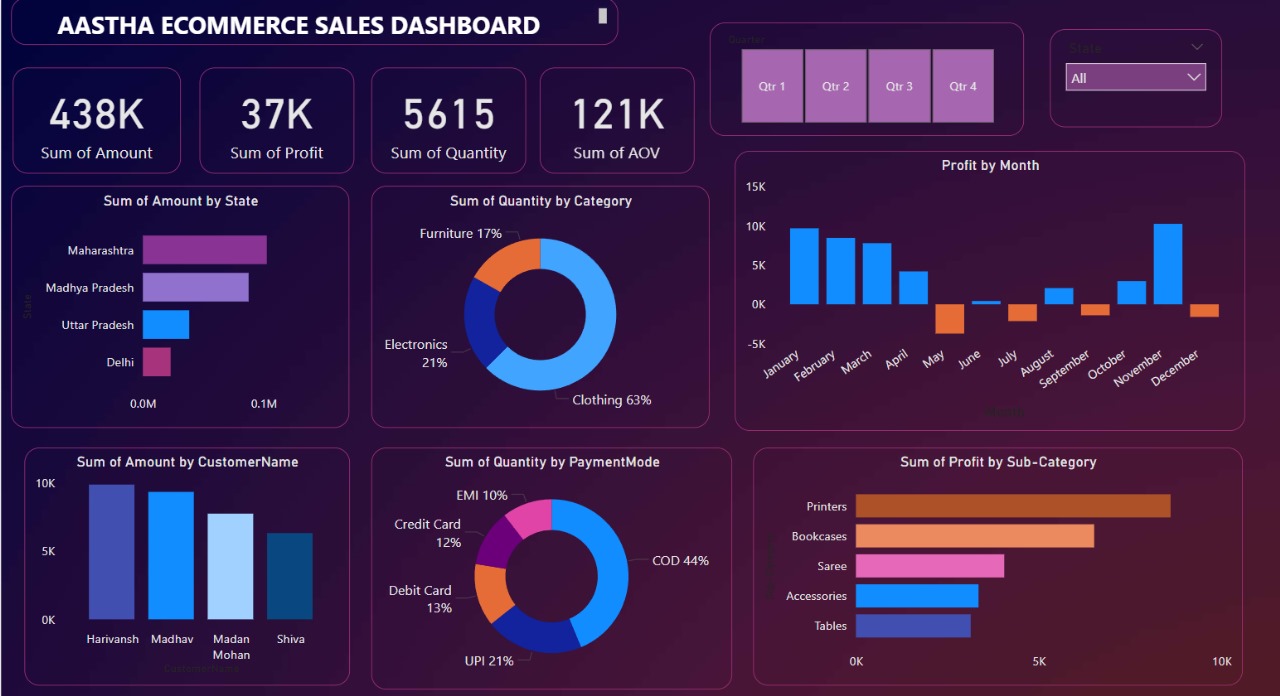 AASTHA ECOMMERCE SALES DASHBOARD
Quarter
Qtr 1
Qtr 2
Qtr 3
Qtr 4
State
All
438K
Sum of Amount
37K
Sum of Profit
5615
Sum of Quantity
121K
Sum of AOV
Sum of Amount by State
State
Maharashtra
Madhya Pradesh
Uttar Pradesh
Delhi
0.0M
0.1M
Sum of Quantity by Category
Furniture 17%
Electronics
21%
Clothing 63%
Profit by Month
15K
10K
5K
0K
-5K
January
February
March
April
May
June
July
August
September
October
November
December
Month
Sum of Amount by CustomerName
10K
5K
0K
Harivansh
Madhav
Madan
Mohan
Shiva
CustomerName
Sum of Quantity by PaymentMode
EMI 10%
Credit Card
12%
Debit Card
13%
UPI 21%
COD 44%
Sum of Profit by Sub-Category
Printers
Bookcases
Saree
Accessories
Tables
0K
5K
10K